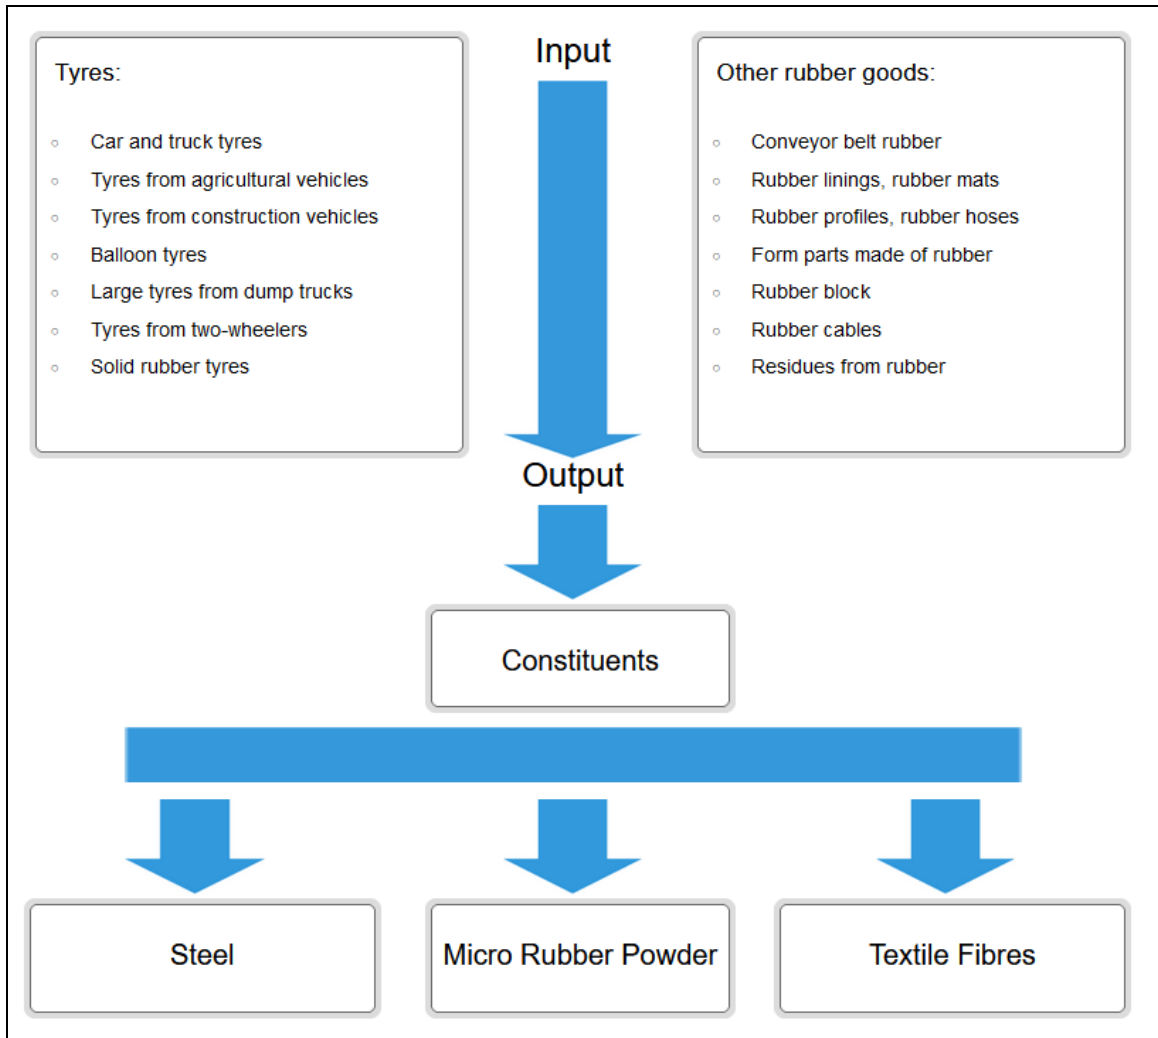 Input
Tyres:
Car and truck tyres
Tyres from agricultural vehicles
Tyres from construction vehicles
Balloon tyres
Large tyres from dump trucks
Tyres from two-wheelers
Solid rubber tyres
Other rubber goods:
Conveyor belt rubber
Rubber linings, rubber mats
Rubber profiles, rubber hoses
Form parts made of rubber
Rubber block
Rubber cables
Residues from rubber
Output
Constituents
Steel
Micro Rubber Powder
Textile Fibres